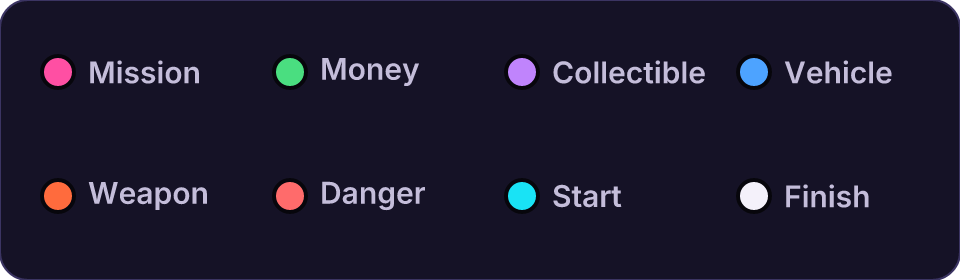 Mission
Money
Collectible
Vehicle
Weapon
Danger
Start
Finish